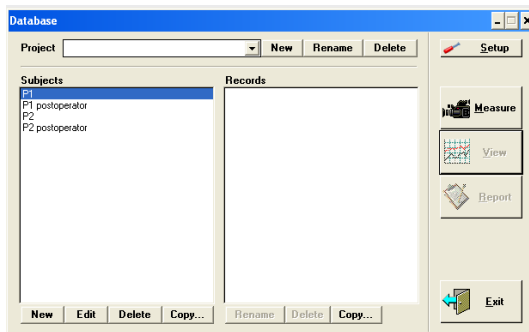 Database
Project New Rename Delete
Setup
Subjects
P1
P1 postoperator
P2
P2 postoperator
New Edit Delete Copy...
Records
Rename Delete Copy...
Measure
View
Report
Exit